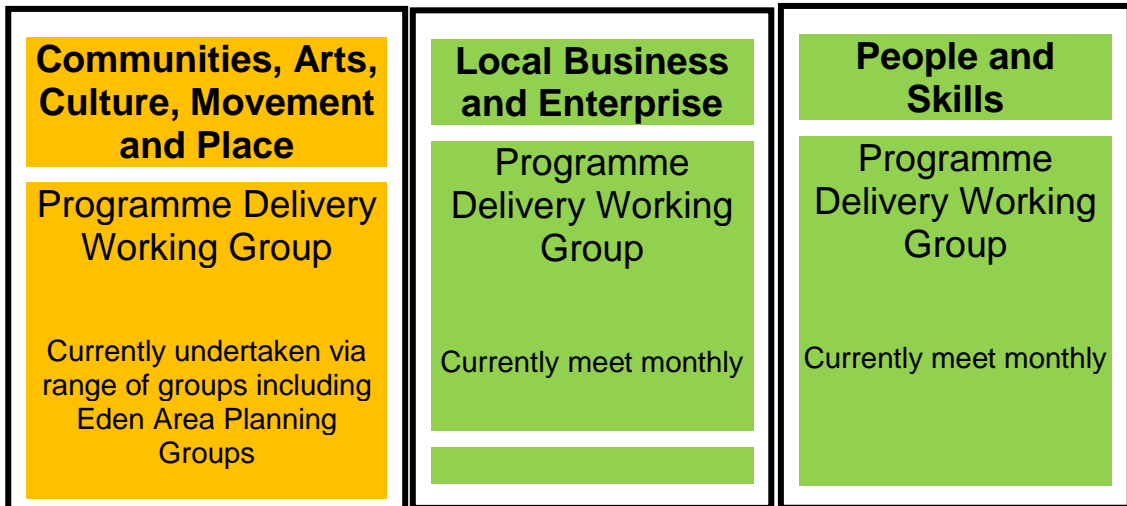 Communities, Arts,
Culture, Movement
and Place
Programme Delivery
Working Group
Currently undertaken via
range of groups including
Eden Area Planning
Groups
Local Business
and Enterprise
Programme
Delivery Working
Group
Currently meet monthly
People and
Skills
Programme
Delivery Working
Group
Currently meet monthly